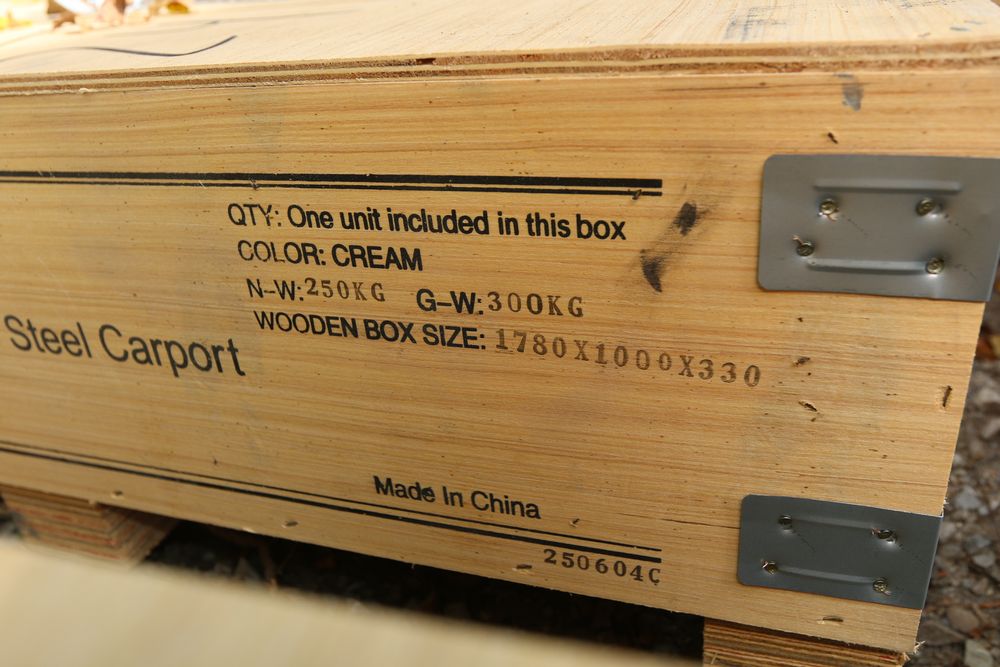 QTY: One unit included in this box
COLOR: CREAM
N-W: 250KG G-W: 300KG
WOODEN BOX SIZE: 1780X1000X330
Steel Carport
Made In China
250604C